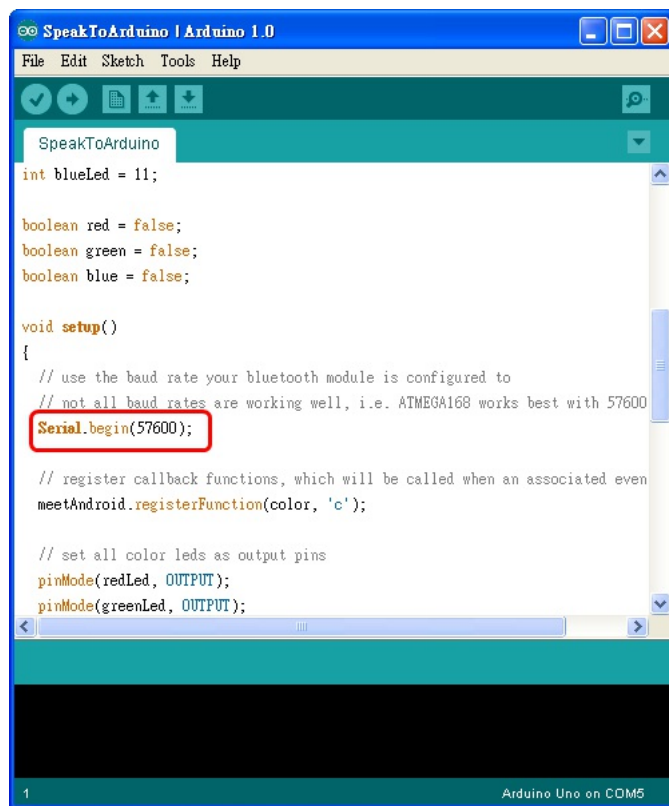 SpeakToArduino | Arduino 1.0
File Edit Sketch Tools Help
SpeakToArduino
int blueLed = 11;
boolean red = false;
boolean green = false;
boolean blue = false;
void setup()
{
// use the baud rate your bluetooth module is configured to
// not all baud rates are working well, i.e. ATMEGA168 works best with 57600
Serial.begin(57600);
// register callback functions, which will be called when an associated even
meetAndroid.registerFunction(color, 'c');
// set all color leds as output pins
pinMode(redLed, OUTPUT);
pinMode(greenLed, OUTPUT);
1 Arduino Uno on COM5